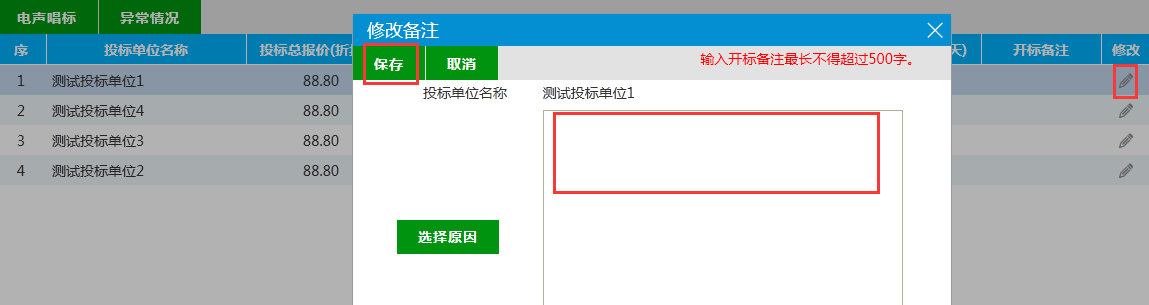 电声唱标 异常情况
修改备注
保存 取消
输入开标备注最长不得超过500字。
序 投标单位名称 投标总报价(折 天) 开标备注 修改
投标单位名称 测试投标单位1
1 测试投标单位1 88.80
2 测试投标单位4 88.80
3 测试投标单位3 88.80
4 测试投标单位2 88.80
选择原因